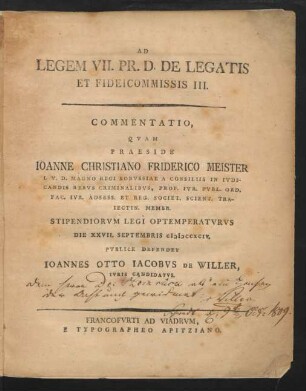 AD
LEGEM VII. PR. D. DE LEGATIS
ET FIDEICOMMISSIS III.
COMMENTATIO,
QVAM
PRAESIDE
IOANNE CHRISTIANO FRIDERICO MEISTER
I. V. D. MAGNO REGI BORVSSIAE A CONSILIIS IN IVDI-
CANDIS REBVS CRIMINALIBVS, PROF. IVR. PVBL. ORD.
FAC. IVR. ADSESS. ET REG. SOCIET. SCIENT. TRA-
IECTIN. MEMBR.
STIPENDIORVM LEGI OPTEMPERATVRVS
DIE XXVII. SEPTEMBRIS
PVBLICE DEFENDET
IOANNES OTTO IACOBVS DE WILLER,
IVRIS CANDIDATVS.
dem Herrn
der
FRANCOFVRTI AD VIADRVM,
E TYPOGRAPHEO APITZIANO.